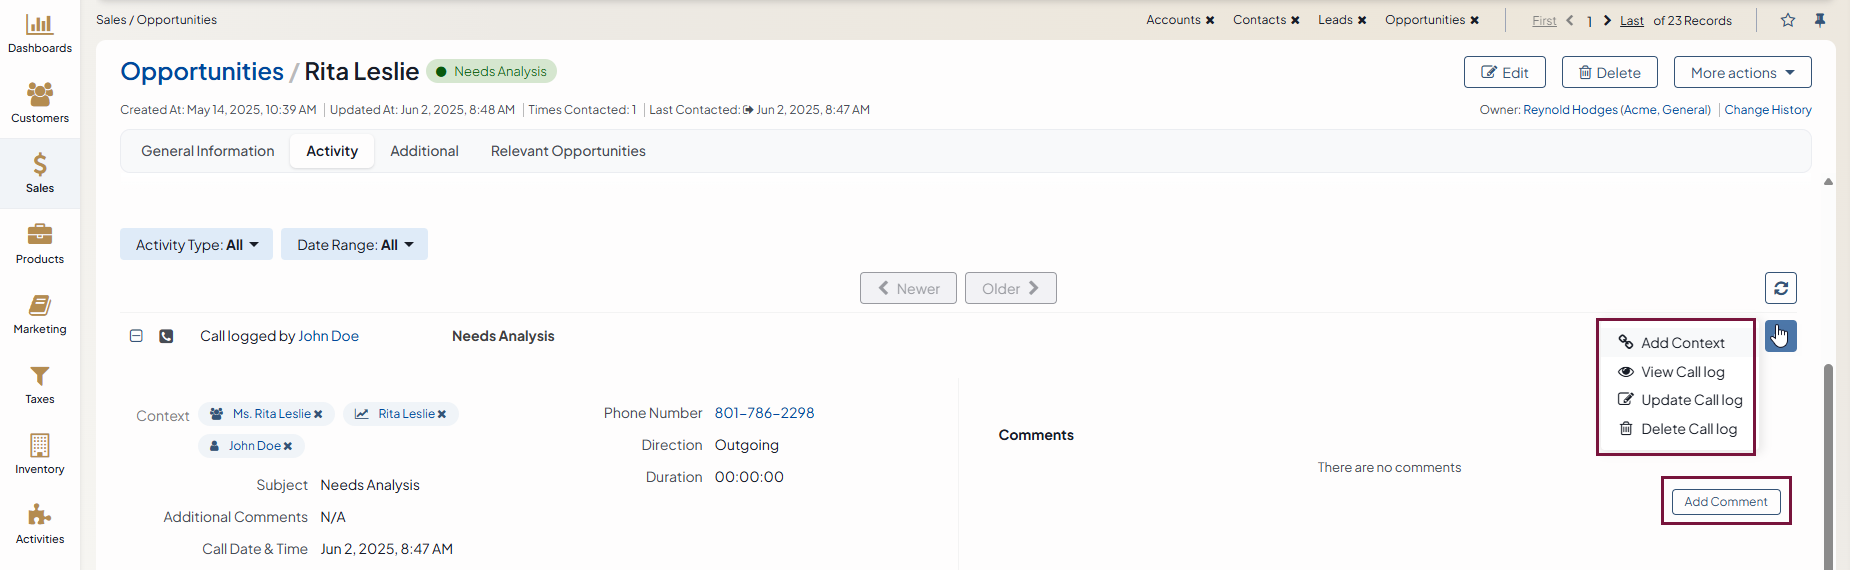 Sales / Opportunities
Accounts ✖ Contacts ✖ Leads ✖ Opportunities ✖ First 1 Last of 23 Records
Dashboards
Customers
Sales
Products
Marketing
Taxes
Inventory
Activities
Opportunities / Rita Leslie Needs Analysis
Edit Delete More actions
Created At: May 14, 2025, 10:39 AM Updated At: Jun 2, 2025, 8:48 AM Times Contacted: 1 Last Contacted: Jun 2, 2025, 8:47 AM
Owner: Reynold Hodges (Acme, General) Change History
General Information Activity Additional Relevant Opportunities
Activity Type: All Date Range: All
Newer Older
Call logged by John Doe Needs Analysis
Add Context
View Call log
Update Call log
Delete Call log
Context Ms. Rita Leslie ✖ Rita Leslie ✖
John Doe ✖
Subject Needs Analysis
Additional Comments N/A
Call Date & Time Jun 2, 2025, 8:47 AM
Phone Number 801-786-2298
Direction Outgoing
Duration 00:00:00
Comments
There are no comments
Add Comment